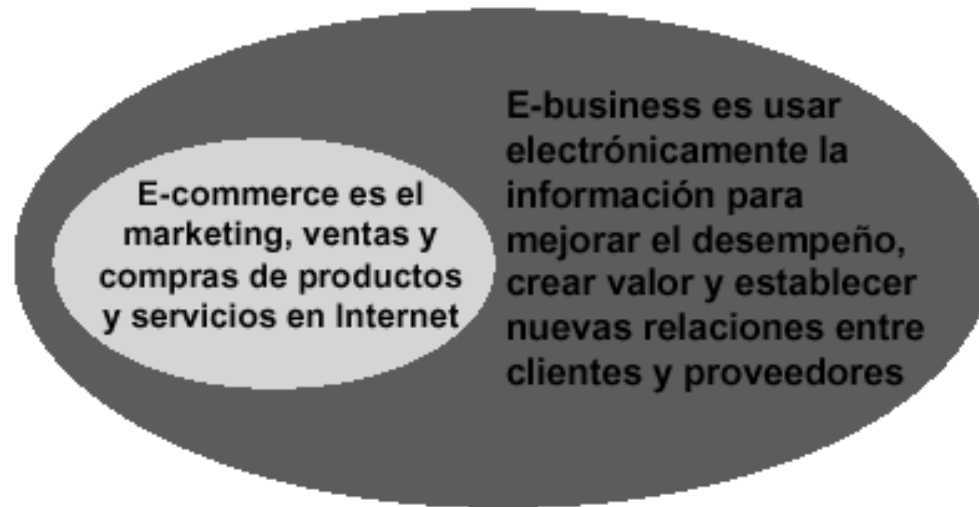 E-commerce es el
marketing, ventas y
compras de productos
y servicios en Internet
E-business es usar
electrónicamente la
información para
mejorar el desempeño,
crear valor y establecer
nuevas relaciones entre
clientes y proveedores